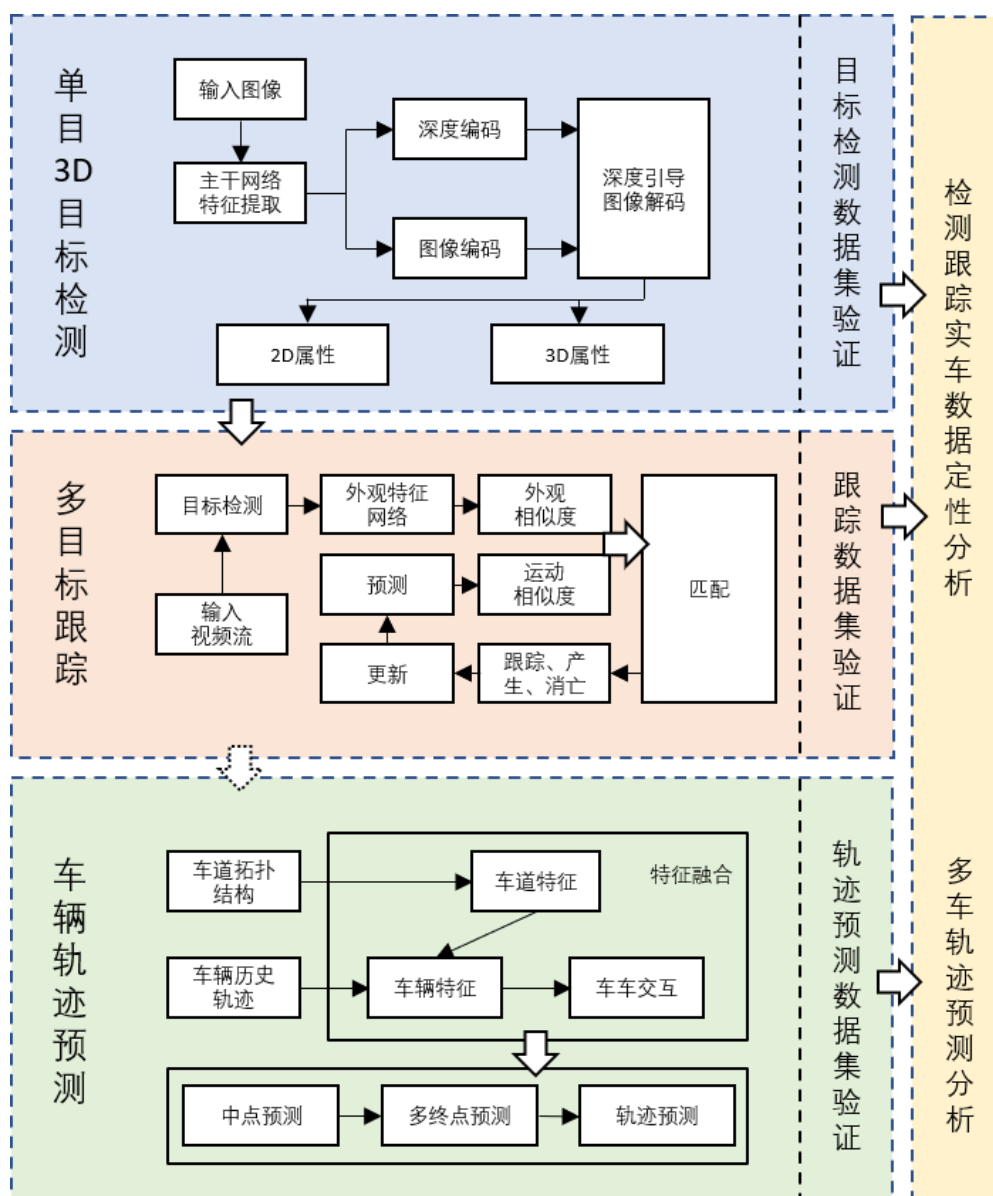 单目3D目标检测
输入图像
主干网络
特征提取
深度编码
图像编码
深度引导
图像解码
2D属性
3D属性
目标检测数据集验证
多目标跟踪
目标检测
输入
视频流
外观特征
网络
外观
相似度
预测
运动
相似度
更新
跟踪、产
生、消亡
匹配
跟踪数据集验证
车辆轨迹预测
车道拓扑
结构
车道特征
特征融合
车辆历史
轨迹
车辆特征
车车交互
中点预测
多终点预测
轨迹预测
轨迹预测数据集验证
检测跟踪实车数据定性分析
多车轨迹预测分析